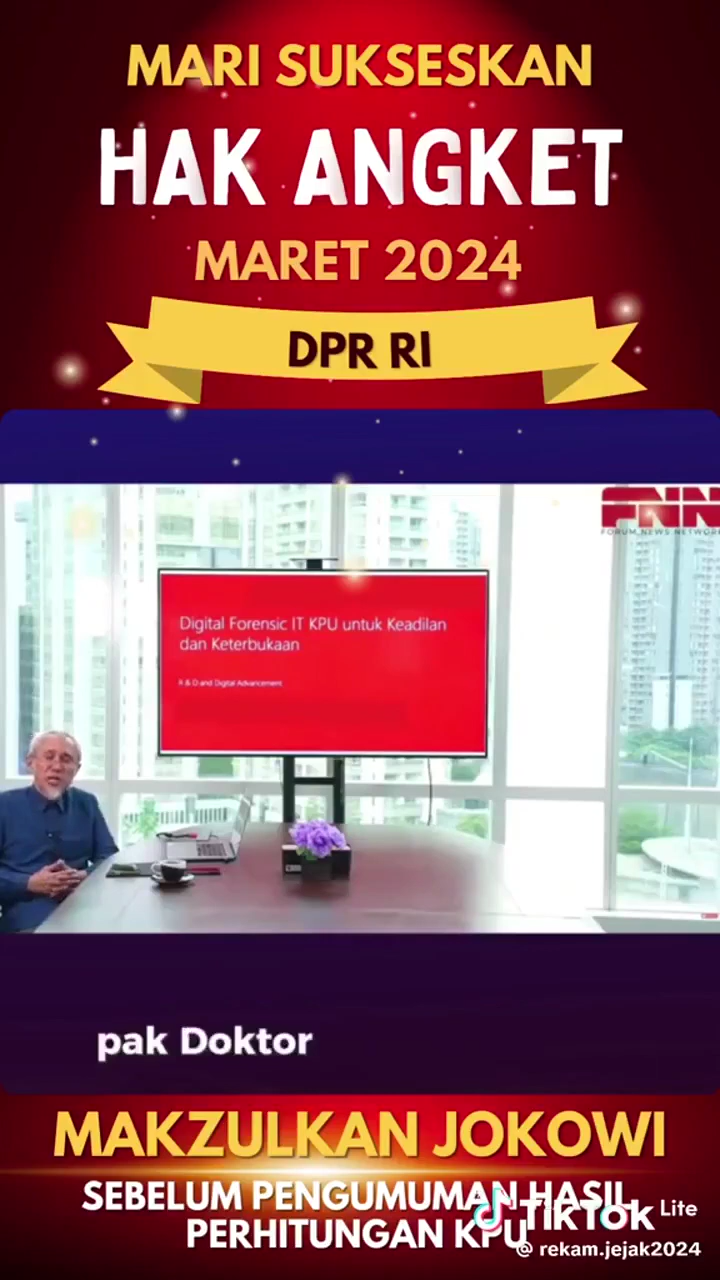 MARI SUKSESKAN
HAK ANGKET
MARET 2024
DPR RI
FNN
FORUM NEWS NETWORK
Digital Forensic IT KPU untuk Keadilan
dan Keterbukaan
R & D and Digital Advancement
pak Doktor
MAKZULKAN JOKOWI
SEBELUM PENGUMUMAN HASIL
PERHITUNGAN KPU
TikTok Lite
@ rekam.jejak2024